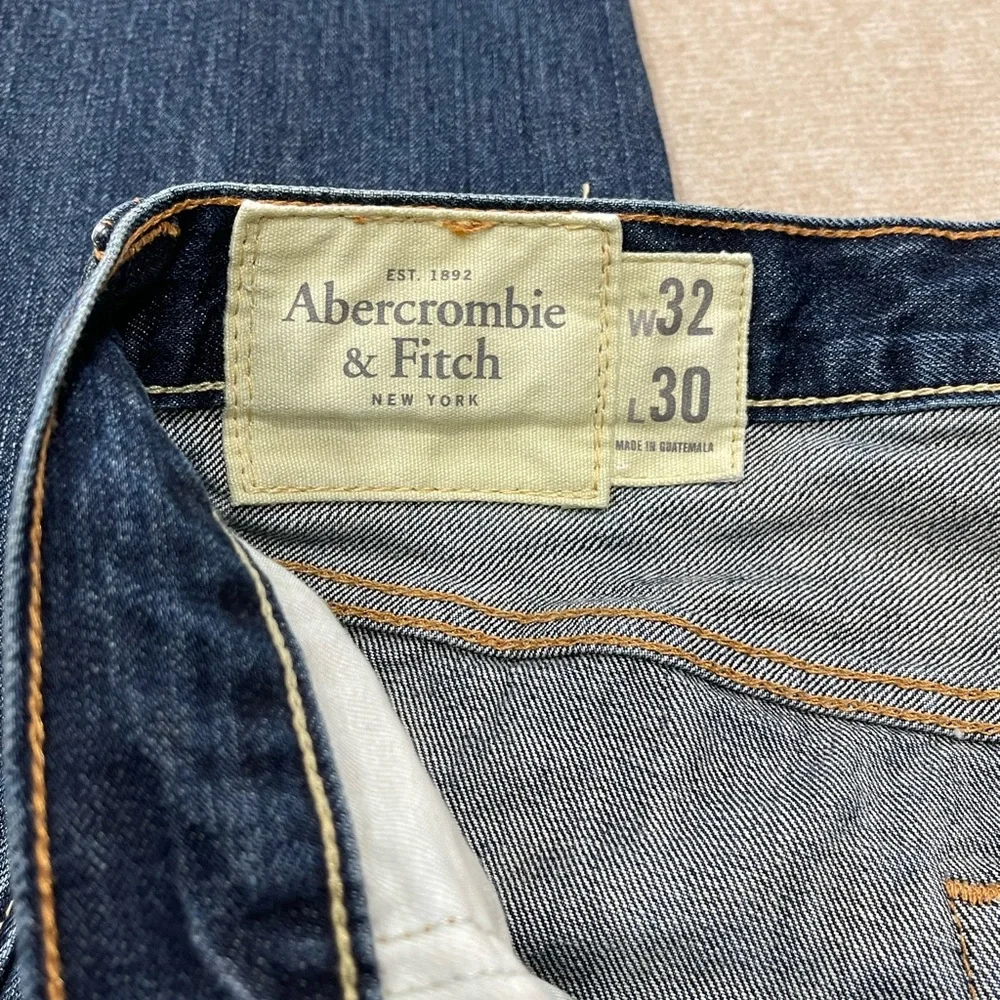 EST. 1892
Abercrombie
& Fitch
NEW YORK
W32
L30
MADE IN GUATEMALA